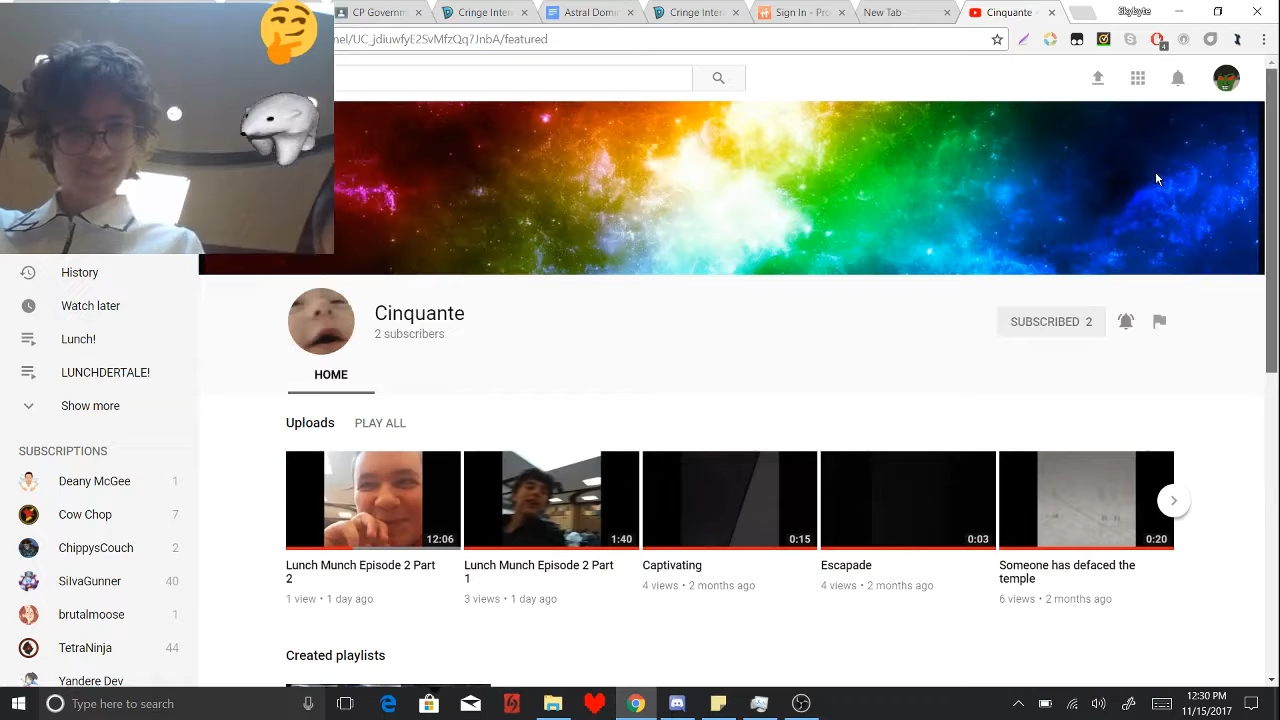 CP Governm
Cringe Inter
Astral Dom
Cringe Inter
Sign In - Pro
New Tab
Cinquante
Skybyte
nel/UC_jdiuwfyE2SvMfzQq7JnbA/featured
4
History
Watch later
Lunch!
LUNCHDERTALE!
Show more
SUBSCRIPTIONS
Deany McGee 1
Cow Chop 7
ChippysCouch 2
SilvaGunner 40
brutalmoose 1
TetraNinja 44
Yandere Dev
Cinquante
2 subscribers
SUBSCRIBED 2
HOME
Uploads PLAY ALL
12:06
1:40
0:15
0:03
0:20
Lunch Munch Episode 2 Part 2
1 view • 1 day ago
Lunch Munch Episode 2 Part 1
3 views • 1 day ago
Captivating
4 views • 2 months ago
Escapade
4 views • 2 months ago
Someone has defaced the temple
6 views • 2 months ago
Created playlists
Type here to search
12:30 PM
11/15/2017